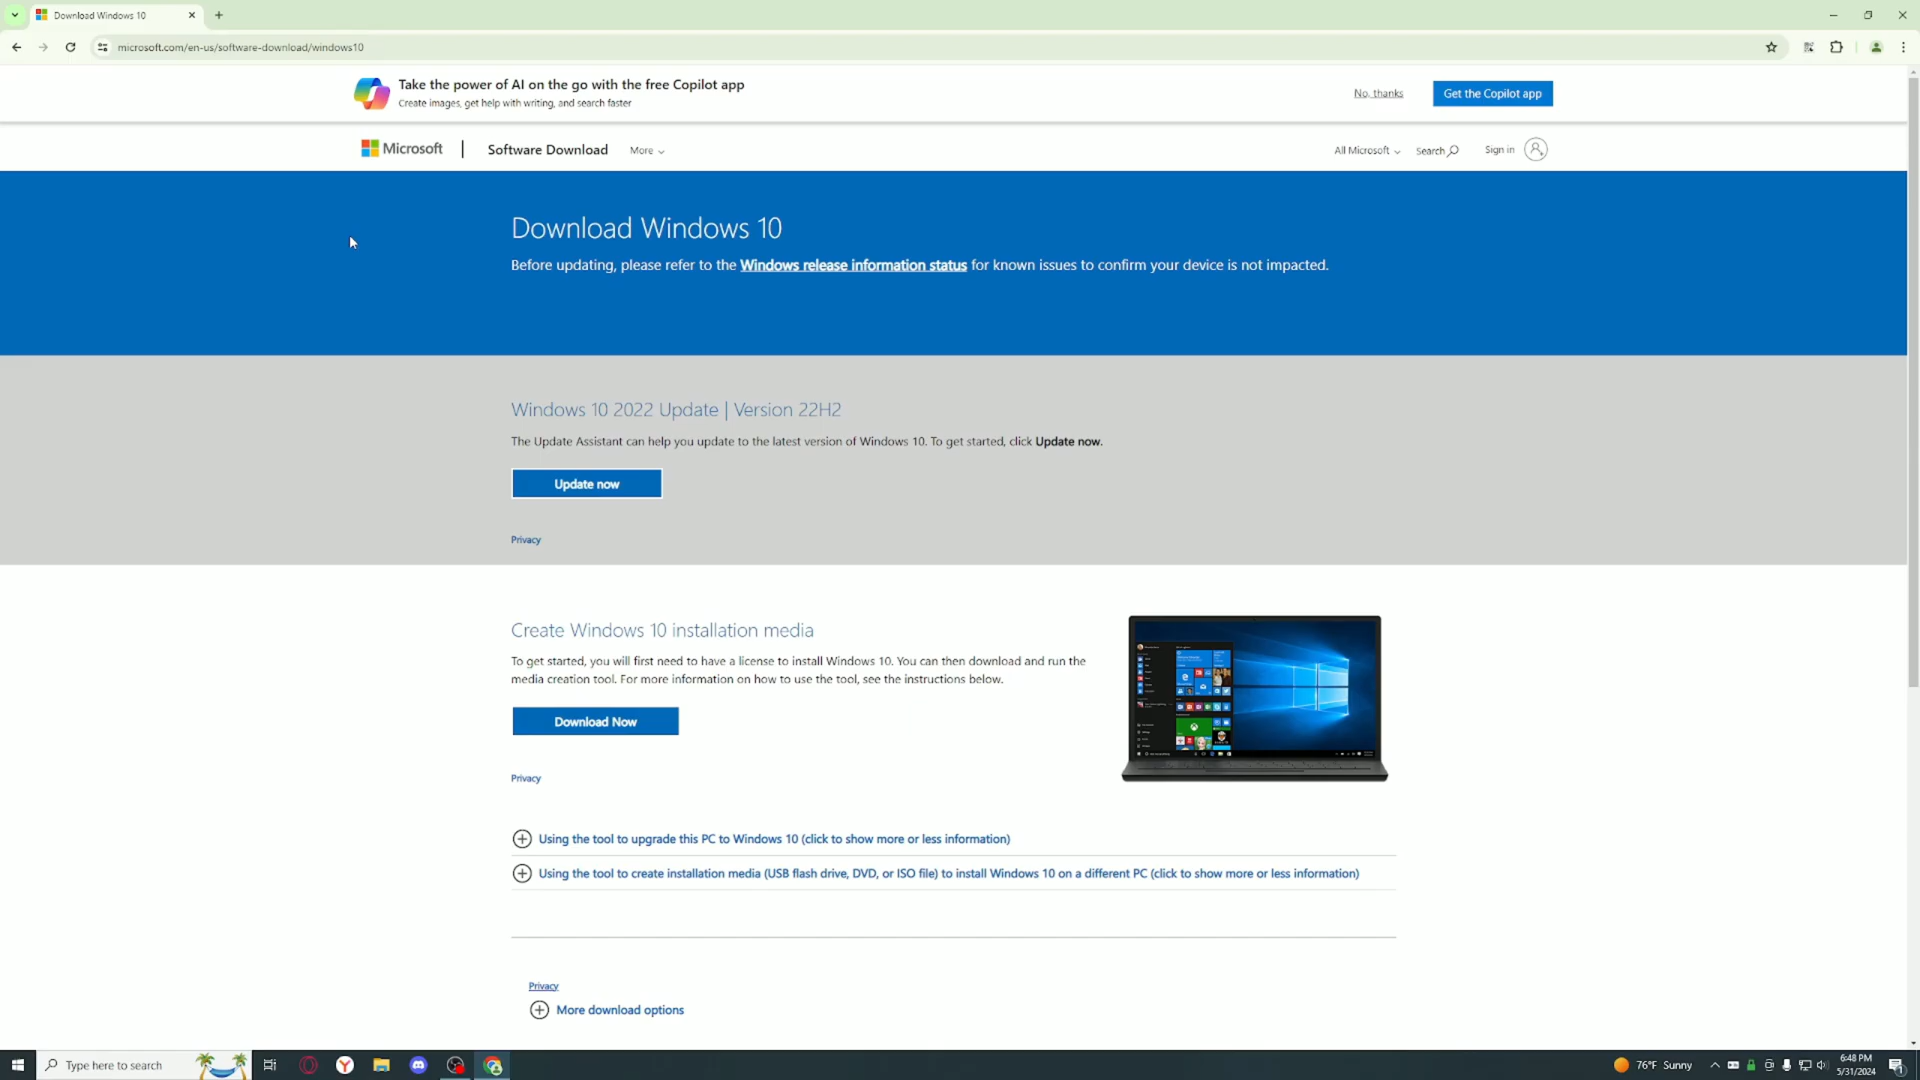 Download Windows 10
microsoft.com/en-us/software-download/windows10
Take the power of AI on the go with the free Copilot app
Create images, get help with writing, and search faster
No, thanks
Get the Copilot app
Microsoft
Software Download
More
All Microsoft
Search
Sign in
Download Windows 10
Before updating, please refer to the Windows release information status for known issues to confirm your device is not impacted.
Windows 10 2022 Update | Version 22H2
The Update Assistant can help you update to the latest version of Windows 10. To get started, click Update now.
Update now
Privacy
Create Windows 10 installation media
To get started, you will first need to have a license to install Windows 10. You can then download and run the
media creation tool. For more information on how to use the tool, see the instructions below.
Download Now
Privacy
Using the tool to upgrade this PC to Windows 10 (click to show more or less information)
Using the tool to create installation media (USB flash drive, DVD, or ISO file) to install Windows 10 on a different PC (click to show more or less information)
Privacy
More download options
Type here to search
76°F Sunny
6:48 PM
5/31/2024